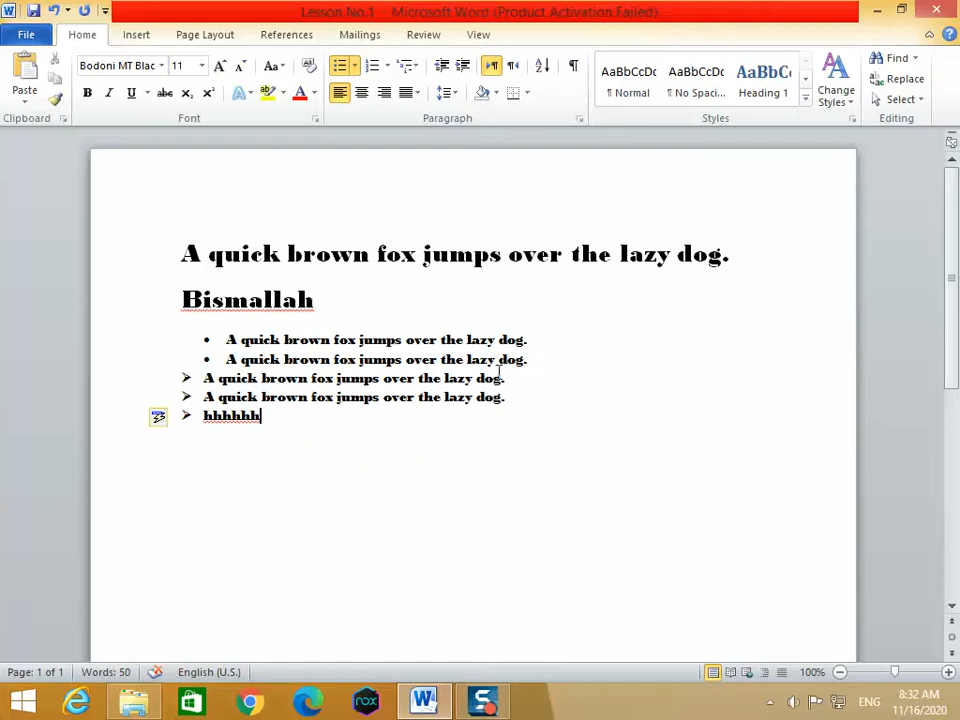 Lesson No 1 - Microsoft Word (Product Activation Failed)
File Home Insert Page Layout References Mailings Review View
Paste
Bodoni MT Blac 11
Find
Replace
Select
AaBbCcDc AaBbCcDc AaBbC
¶ Normal ¶ No Spaci... Heading 1
Change
Styles
Clipboard Font Paragraph Styles Editing
A quick brown fox jumps over the lazy dog.
Bismallah
• A quick brown fox jumps over the lazy dog.
• A quick brown fox jumps over the lazy dog.
➢ A quick brown fox jumps over the lazy dog.
➢ A quick brown fox jumps over the lazy dog.
➢ hhhhhh
Page: 1 of 1 Words: 50 English (U.S.) 100%
nox
ENG
8:32 AM
11/16/2020